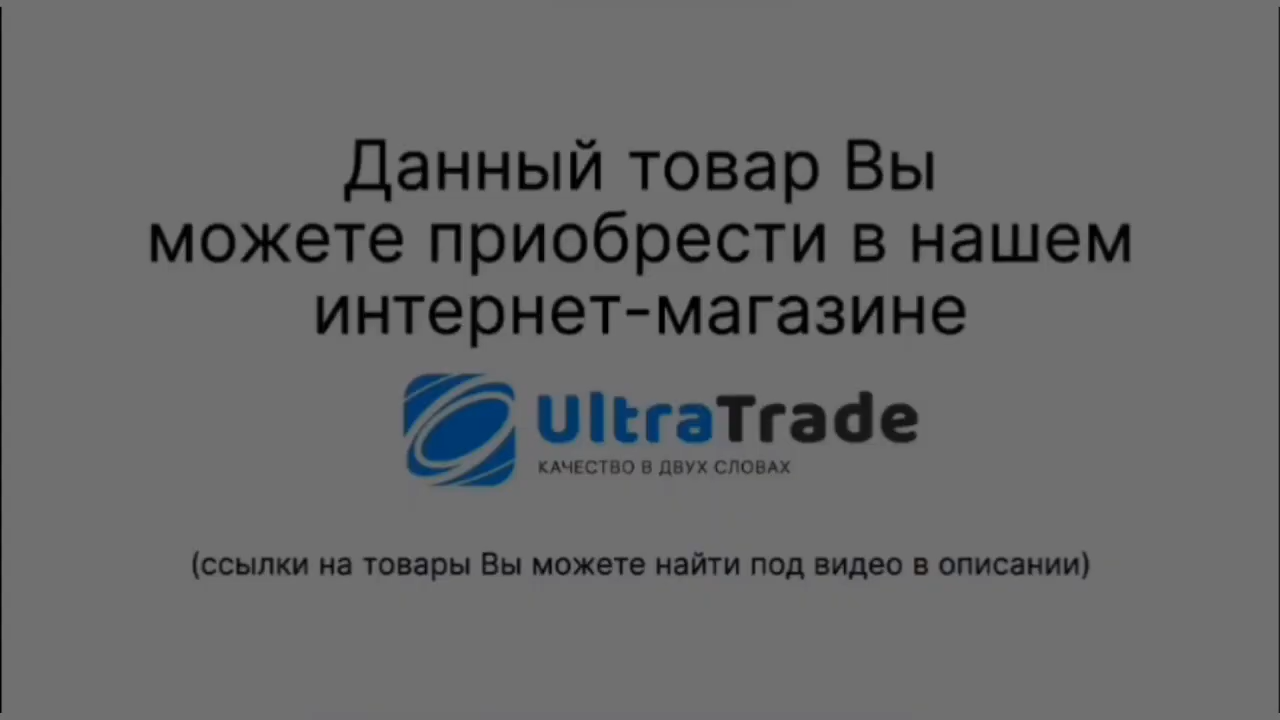 Данный товар Вы
можете приобрести в нашем
интернет-магазине
UltraTrade
КАЧЕСТВО В ДВУХ СЛОВАХ
(ссылки на товары Вы можете найти под видео в описании)